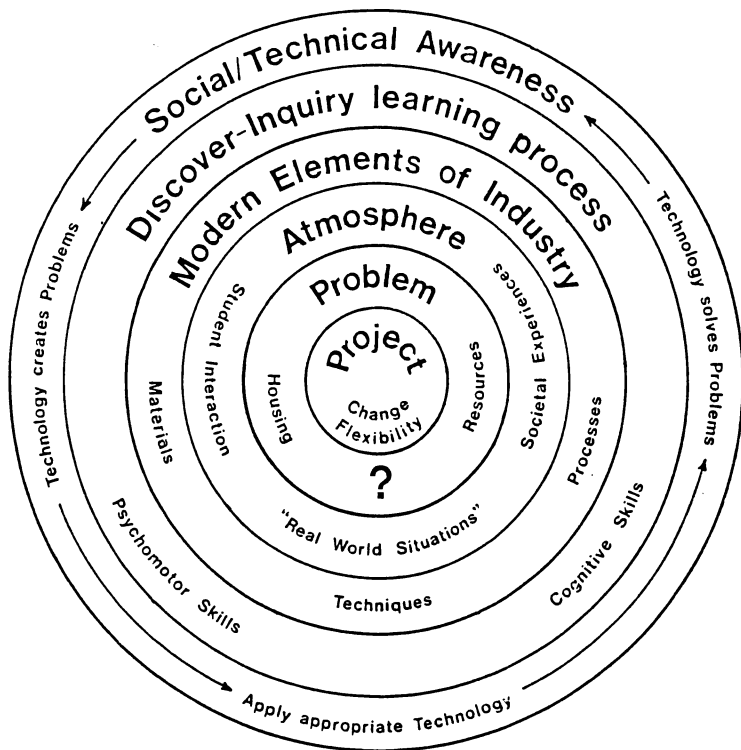 Social/Technical Awareness
Technology creates Problems
Technology solves Problems
Apply appropriate Technology
Discover-Inquiry learning process
Psychomotor Skills
Cognitive Skills
Modern Elements of Industry
Materials
Processes
Techniques
Atmosphere
Student Interaction
Societal Experiences
"Real World Situations"
Problem
Housing
Resources
?
Project
Change
Flexibility